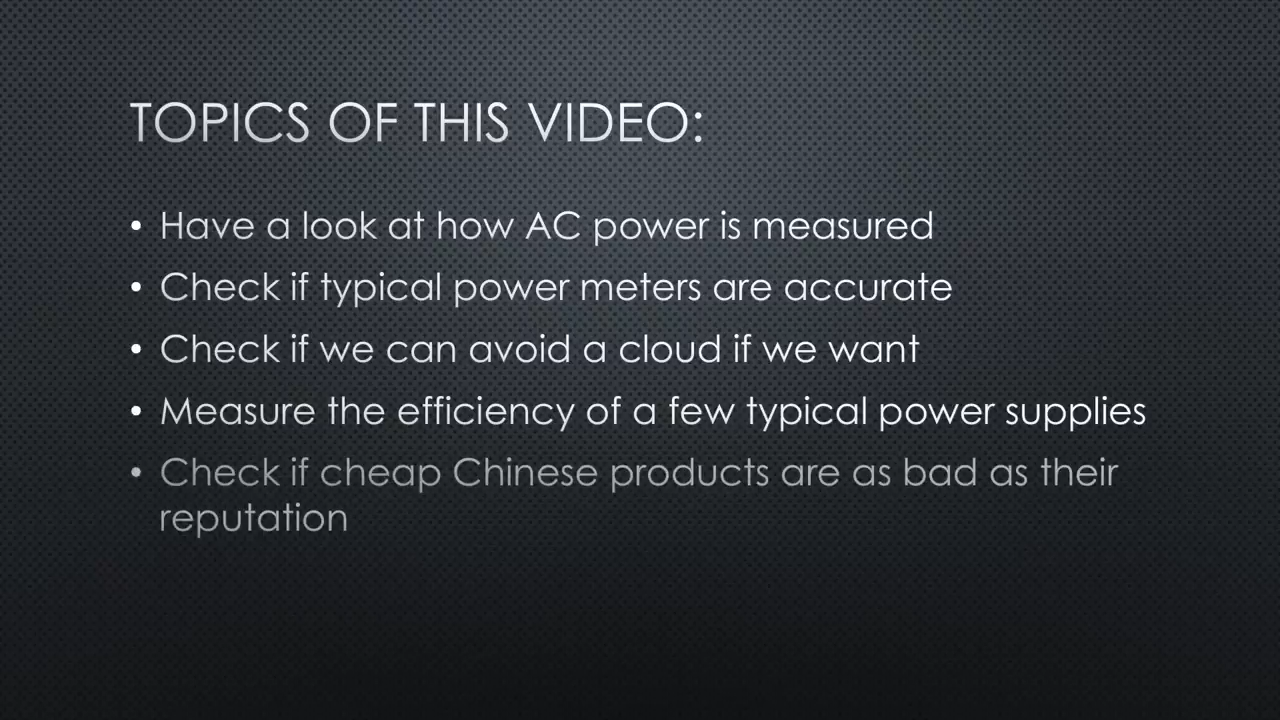 TOPICS OF THIS VIDEO:
• Have a look at how AC power is measured
• Check if typical power meters are accurate
• Check if we can avoid a cloud if we want
• Measure the efficiency of a few typical power supplies
• Check if cheap Chinese products are as bad as their
reputation